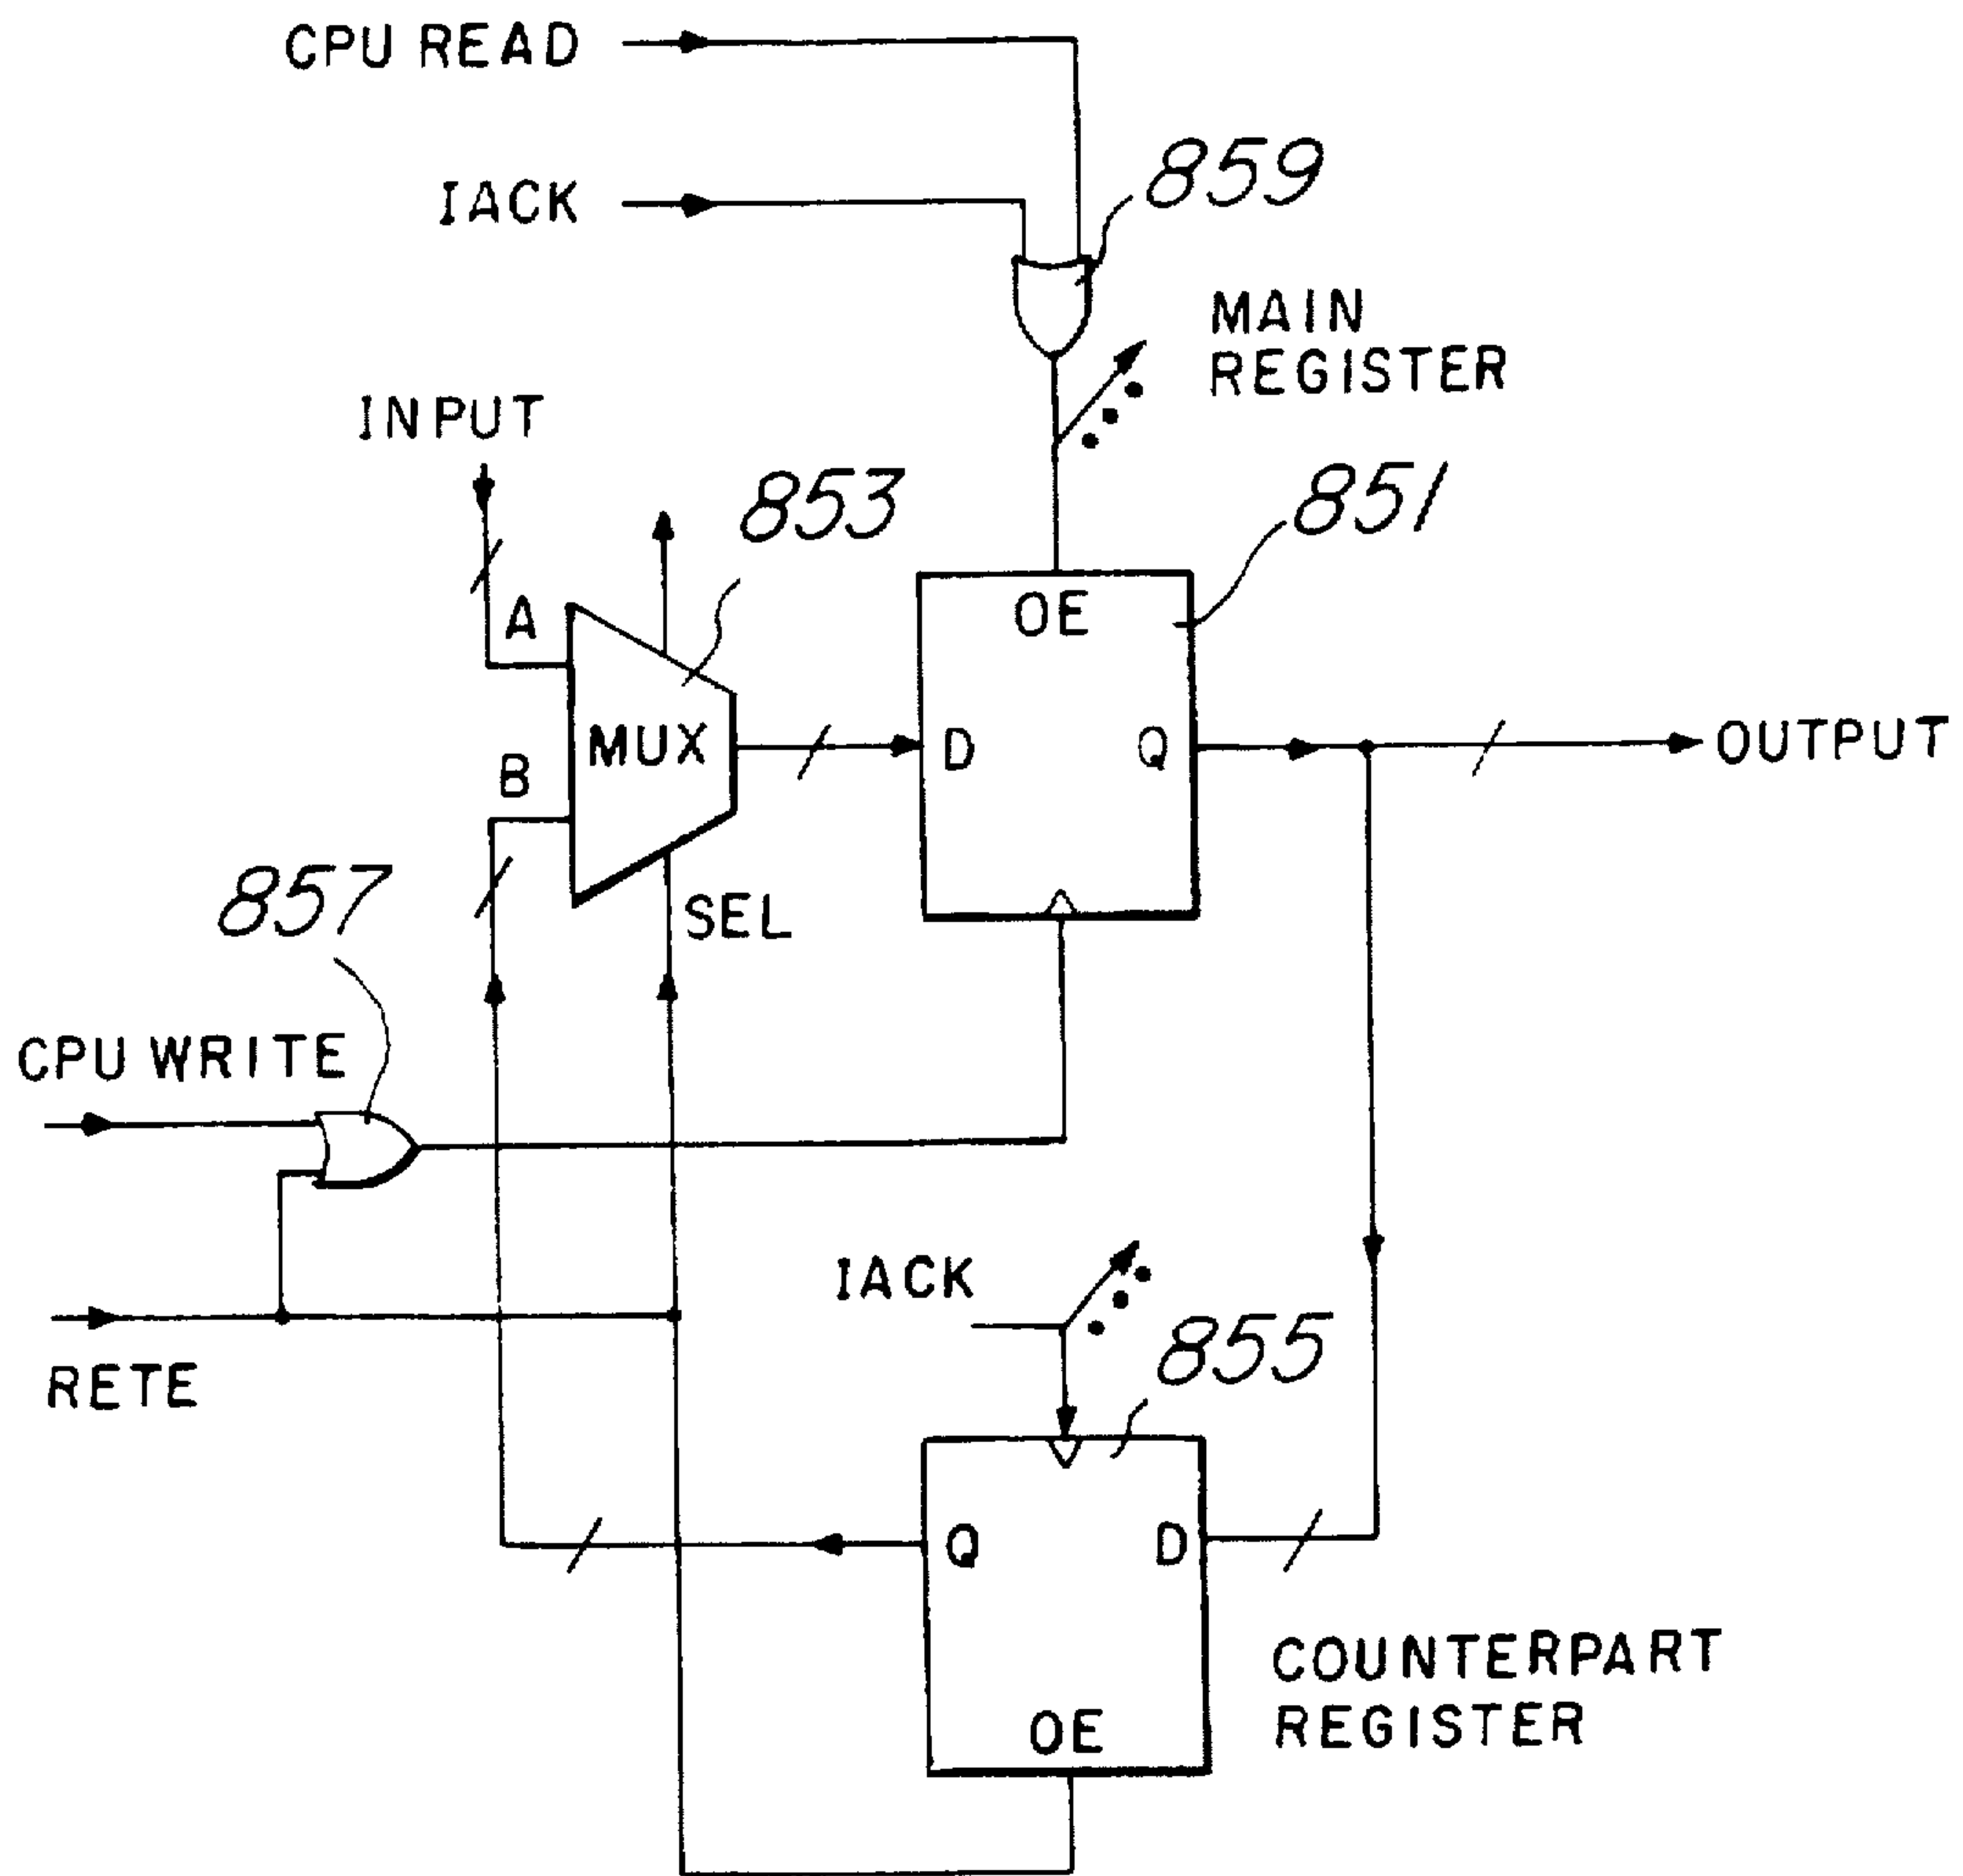 CPU READ
IACK
859
MAIN
REGISTER
INPUT
853
851
A
OE
MUX
D
Q
OUTPUT
B
857
SEL
CPU WRITE
IACK
855
RETE
Q
D
COUNTERPART
REGISTER
OE